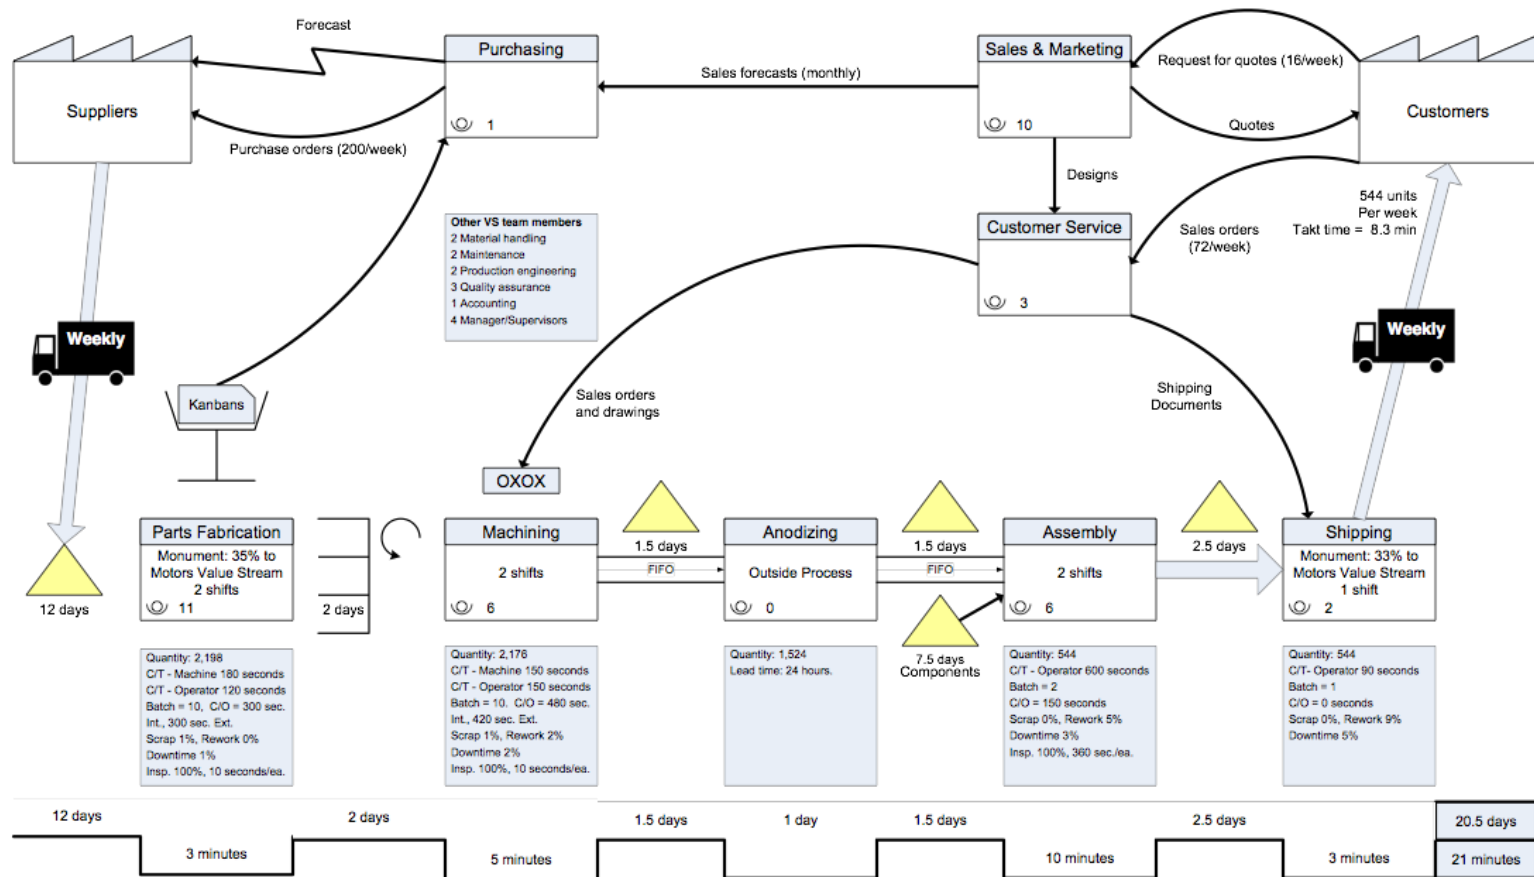 Forecast
Suppliers
Purchasing
1
Sales forecasts (monthly)
Sales & Marketing
10
Request for quotes (16/week)
Quotes
Customers
Purchase orders (200/week)
Designs
544 units
Per week
Takt time = 8.3 min
Sales orders
(72/week)
Customer Service
3
Other VS team members
2 Material handling
2 Maintenance
2 Production engineering
3 Quality assurance
1 Accounting
4 Manager/Supervisors
Weekly
Weekly
Kanbans
Sales orders
and drawings
Shipping
Documents
OXOX
12 days
Parts Fabrication
Monument: 35% to
Motors Value Stream
2 shifts
11
2 days
Machining
2 shifts
6
1.5 days
FIFO
Anodizing
Outside Process
0
1.5 days
FIFO
7.5 days
Components
Assembly
2 shifts
6
2.5 days
Shipping
Monument: 33% to
Motors Value Stream
1 shift
2
Quantity: 2,198
C/T - Machine 180 seconds
C/T - Operator 120 seconds
Batch = 10, C/O = 300 sec.
Int., 300 sec. Ext.
Scrap 1%, Rework 0%
Downtime 1%
Insp. 100%, 10 seconds/ea.
Quantity: 2,176
C/T - Machine 150 seconds
C/T - Operator 150 seconds
Batch = 10. C/O = 480 sec.
Int., 420 sec. Ext.
Scrap 1%, Rework 2%
Downtime 2%
Insp. 100%, 10 seconds/ea.
Quantity: 1,524
Lead time: 24 hours.
Quantity: 544
C/T - Operator 600 seconds
Batch = 2
C/O = 150 seconds
Scrap 0%, Rework 5%
Downtime 3%
Insp. 100%, 360 sec./ea.
Quantity: 544
C/T- Operator 90 seconds
Batch = 1
C/O = 0 seconds
Scrap 0%, Rework 9%
Downtime 5%
12 days
2 days
1.5 days
1 day
1.5 days
2.5 days
20.5 days
3 minutes
5 minutes
10 minutes
3 minutes
21 minutes